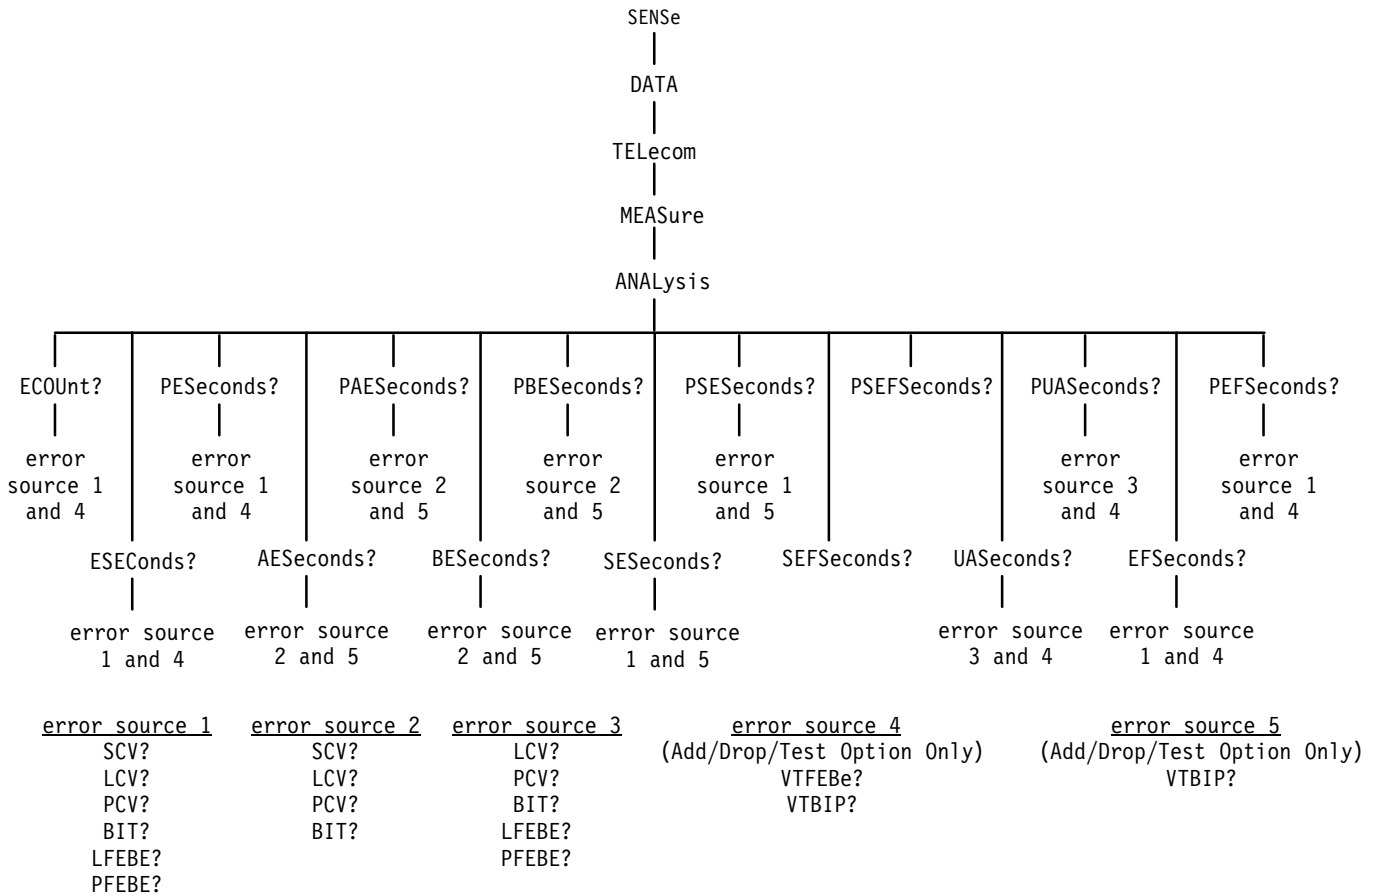 SENSe
DATA
TELecom
MEASure
ANALysis
ECOUnt? PESeconds? PAESeconds? PBESeconds? PSESeconds? PSEFSeconds? PUASeconds? PEFSeconds?
error error error error error error error
source 1 source 1 source 2 source 2 source 1 source 3 source 1
and 4 and 4 and 5 and 5 and 5 and 4 and 4
ESEConds? AESeconds? BESeconds? SESeconds? SEFSeconds? UASeconds? EFSeconds?
error source error source error source error source error source error source
1 and 4 2 and 5 2 and 5 1 and 5 3 and 4 1 and 4
error source 1 error source 2 error source 3 error source 4 error source 5
SCV? SCV? LCV? (Add/Drop/Test Option Only) (Add/Drop/Test Option Only)
LCV? LCV? PCV? VTFEBe? VTBIP?
PCV? PCV? BIT? VTBIP?
BIT? BIT? LFEBE?
LFEBE? PFEBE?
PFEBE?